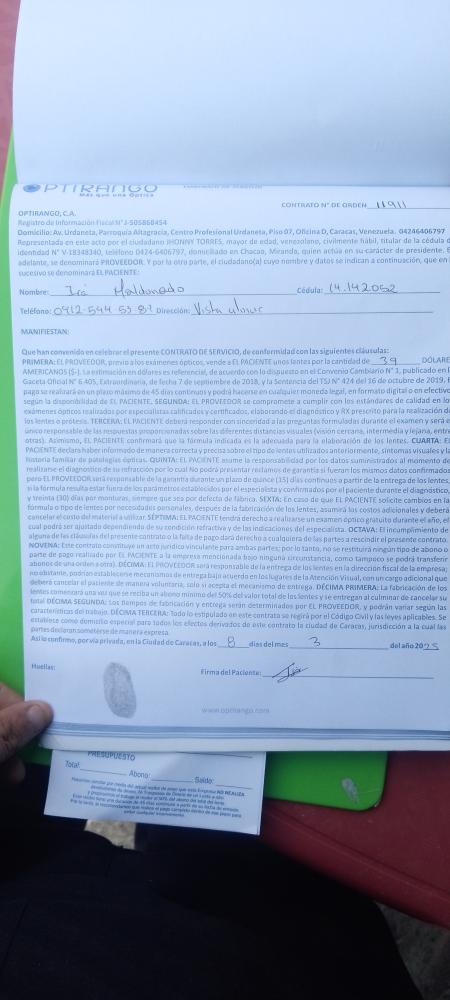 OPTIRANGO
Más que una Óptica
CONTRATO N° DE ORDEN 11911
OPTIRANGO, C.A.
Registro de Información Fiscal N° J-505868454
Domicilio: Av. Urdaneta, Parroquia Altagracia, Centro Profesional Urdaneta, Piso 07, Oficina D, Caracas, Venezuela. 04246406797
Representada en este acto por el ciudadano JHONNY TORRES, mayor de edad, venezolano, civilmente hábil, titular de la cédula d
identidad N° V-18348340, teléfono 0424-6406797, domiciliado en Chacao, Miranda, quien actúa en su carácter de presidente. E
adelante, se denominará PROVEEDOR. Y por la otra parte, el ciudadano(a) cuyo nombre y datos se indican a continuación, que en
sucesivo se denominará EL PACIENTE:
Nombre: Maldonado Cédula: 14.142052
Teléfono: 0412-544 59 87 Dirección: Vista
MANIFIESTAN:
Que han convenido en celebrar el presente CONTRATO DE SERVICIO, de conformidad con las siguientes cláusulas:
PRIMERA: EL PROVEEDOR, previo a los exámenes ópticos, vende a EL PACIENTE unos lentes por la cantidad de 39 DÓLARE
AMERICANOS ($-). La estimación en dólares es referencial, de acuerdo con lo dispuesto en el Convenio Cambiario N° 1, publicado en l
Gaceta Oficial N° 6.405, Extraordinaria, de fecha 7 de septiembre de 2018, y la Sentencia del TSJ N° 424 del 16 de octubre de 2019. E
pago se realizará en un plazo máximo de 45 días continuos y podrá hacerse en cualquier moneda legal, en formato digital o en efectivo
según la disponibilidad de EL PACIENTE. SEGUNDA: EL PROVEEDOR se compromete a cumplir con los estándares de calidad en lo
exámenes ópticos realizados por especialistas calificados y certificados, elaborando el diagnóstico y RX prescrito para la realización d
los lentes o prótesis. TERCERA: EL PACIENTE deberá responder con sinceridad a las preguntas formuladas durante el examen y será e
único responsable de las respuestas proporcionadas sobre las diferentes distancias visuales (visión cercana, intermedia y lejana, entre
otras). Asimismo, EL PACIENTE confirmará que la fórmula indicada es la adecuada para la elaboración de los lentes. CUARTA: E
PACIENTE declara haber informado de manera correcta y precisa sobre el tipo de lentes utilizados anteriormente, síntomas visuales y la
historia familiar de patologías ópticas. QUINTA: EL PACIENTE asume la responsabilidad por los datos suministrados al momento de
realizarse el diagnóstico de su refracción por lo cual No podrá presentar reclamos de garantía si fueran los mismos datos confirmados
pero EL PROVEEDOR será responsable de la garantía durante un plazo de quince (15) días continuos a partir de la entrega de los lentes,
si la fórmula resulta estar fuera de los parámetros establecidos por el especialista y confirmados por el paciente durante el diagnóstico,
y treinta (30) días por monturas, siempre que sea por defecto de fábrica. SEXTA: En caso de que EL PACIENTE solicite cambios en la
fórmula o tipo de lentes por necesidades personales, después de la fabricación de los lentes, asumirá los costos adicionales y deberá
cancelar el costo del material a utilizar. SÉPTIMA: EL PACIENTE tendrá derecho a realizarse un examen óptico gratuito durante el año, el
cual podrá ser ajustado dependiendo de su condición refractiva y de las indicaciones del especialista. OCTAVA: El incumplimiento de
alguna de las cláusulas del presente contrato o la falta de pago dará derecho a cualquiera de las partes a rescindir el presente contrato.
NOVENA: Este contrato constituye un acto jurídico vinculante para ambas partes; por lo tanto, no se restituirá ningún tipo de abono o
parte de pago realizado por EL PACIENTE a la empresa mencionada bajo ninguna circunstancia, como tampoco se podrá transferir
abonos de una orden a otra). DÉCIMA: EL PROVEEDOR será responsable de la entrega de los lentes en la dirección fiscal de la empresa;
no obstante, podrían establecerse mecanismos de entrega bajo acuerdo en los lugares de la Atención Visual, con un cargo adicional que
deberá cancelar el paciente de manera voluntaria, solo si acepta el mecanismo de entrega. DÉCIMA PRIMERA: La fabricación de los
lentes comenzará una vez que se reciba un abono mínimo del 50% del valor total de los lentes y se entregan al culminar de cancelar su
total DÉCIMA SEGUNDA: Los tiempos de fabricación y entrega serán determinados por EL PROVEEDOR, y podrán variar según las
características del trabajo. DÉCIMA TERCERA: Todo lo estipulado en este contrato se regirá por el Código Civil y las leyes aplicables. Se
establece como domicilio especial para todos los efectos derivados de este contrato la ciudad de Caracas, jurisdicción a la cual las
partes declaran someterse de manera expresa.
Así lo confirmo, por vía privada, en la Ciudad de Caracas, a los 8 días del mes 3 del año 2025
Huellas:
Firma del Paciente:
www.optirango.com
PRESUPUESTO
Total: Abono: Saldo: